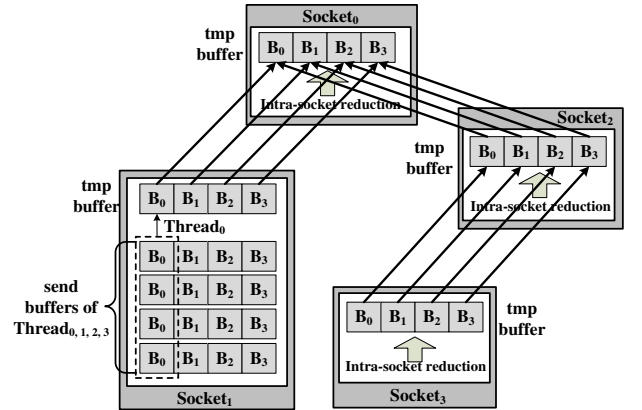 Socket₀
tmp
buffer
B₀ B₁ B₂ B₃
Intra-socket reduction
Socket₂
tmp
buffer
B₀ B₁ B₂ B₃
Intra-socket reduction
tmp
buffer
B₀ B₁ B₂ B₃
Thread₀
send
buffers of
Thread₀, ₁, ₂, ₃
B₀ B₁ B₂ B₃
B₀ B₁ B₂ B₃
B₀ B₁ B₂ B₃
B₀ B₁ B₂ B₃
Socket₁
B₀ B₁ B₂ B₃
tmp
buffer
Intra-socket reduction
Socket₃